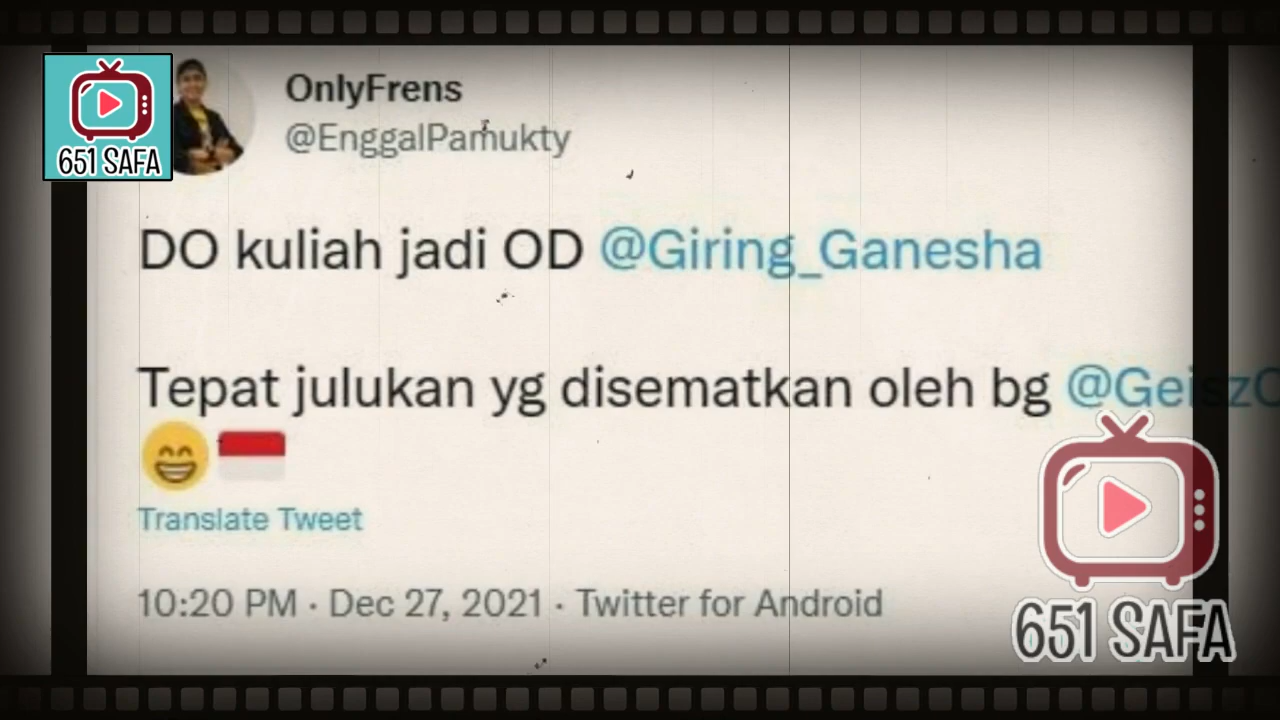 651 SAFA
OnlyFrens
@EnggalPamukty
DO kuliah jadi OD @Giring_Ganesha
Tepat julukan yg disematkan oleh bg
😁🇮🇩
Translate Tweet
10:20 PM · Dec 27, 2021 · Twitter for Android
651 SAFA